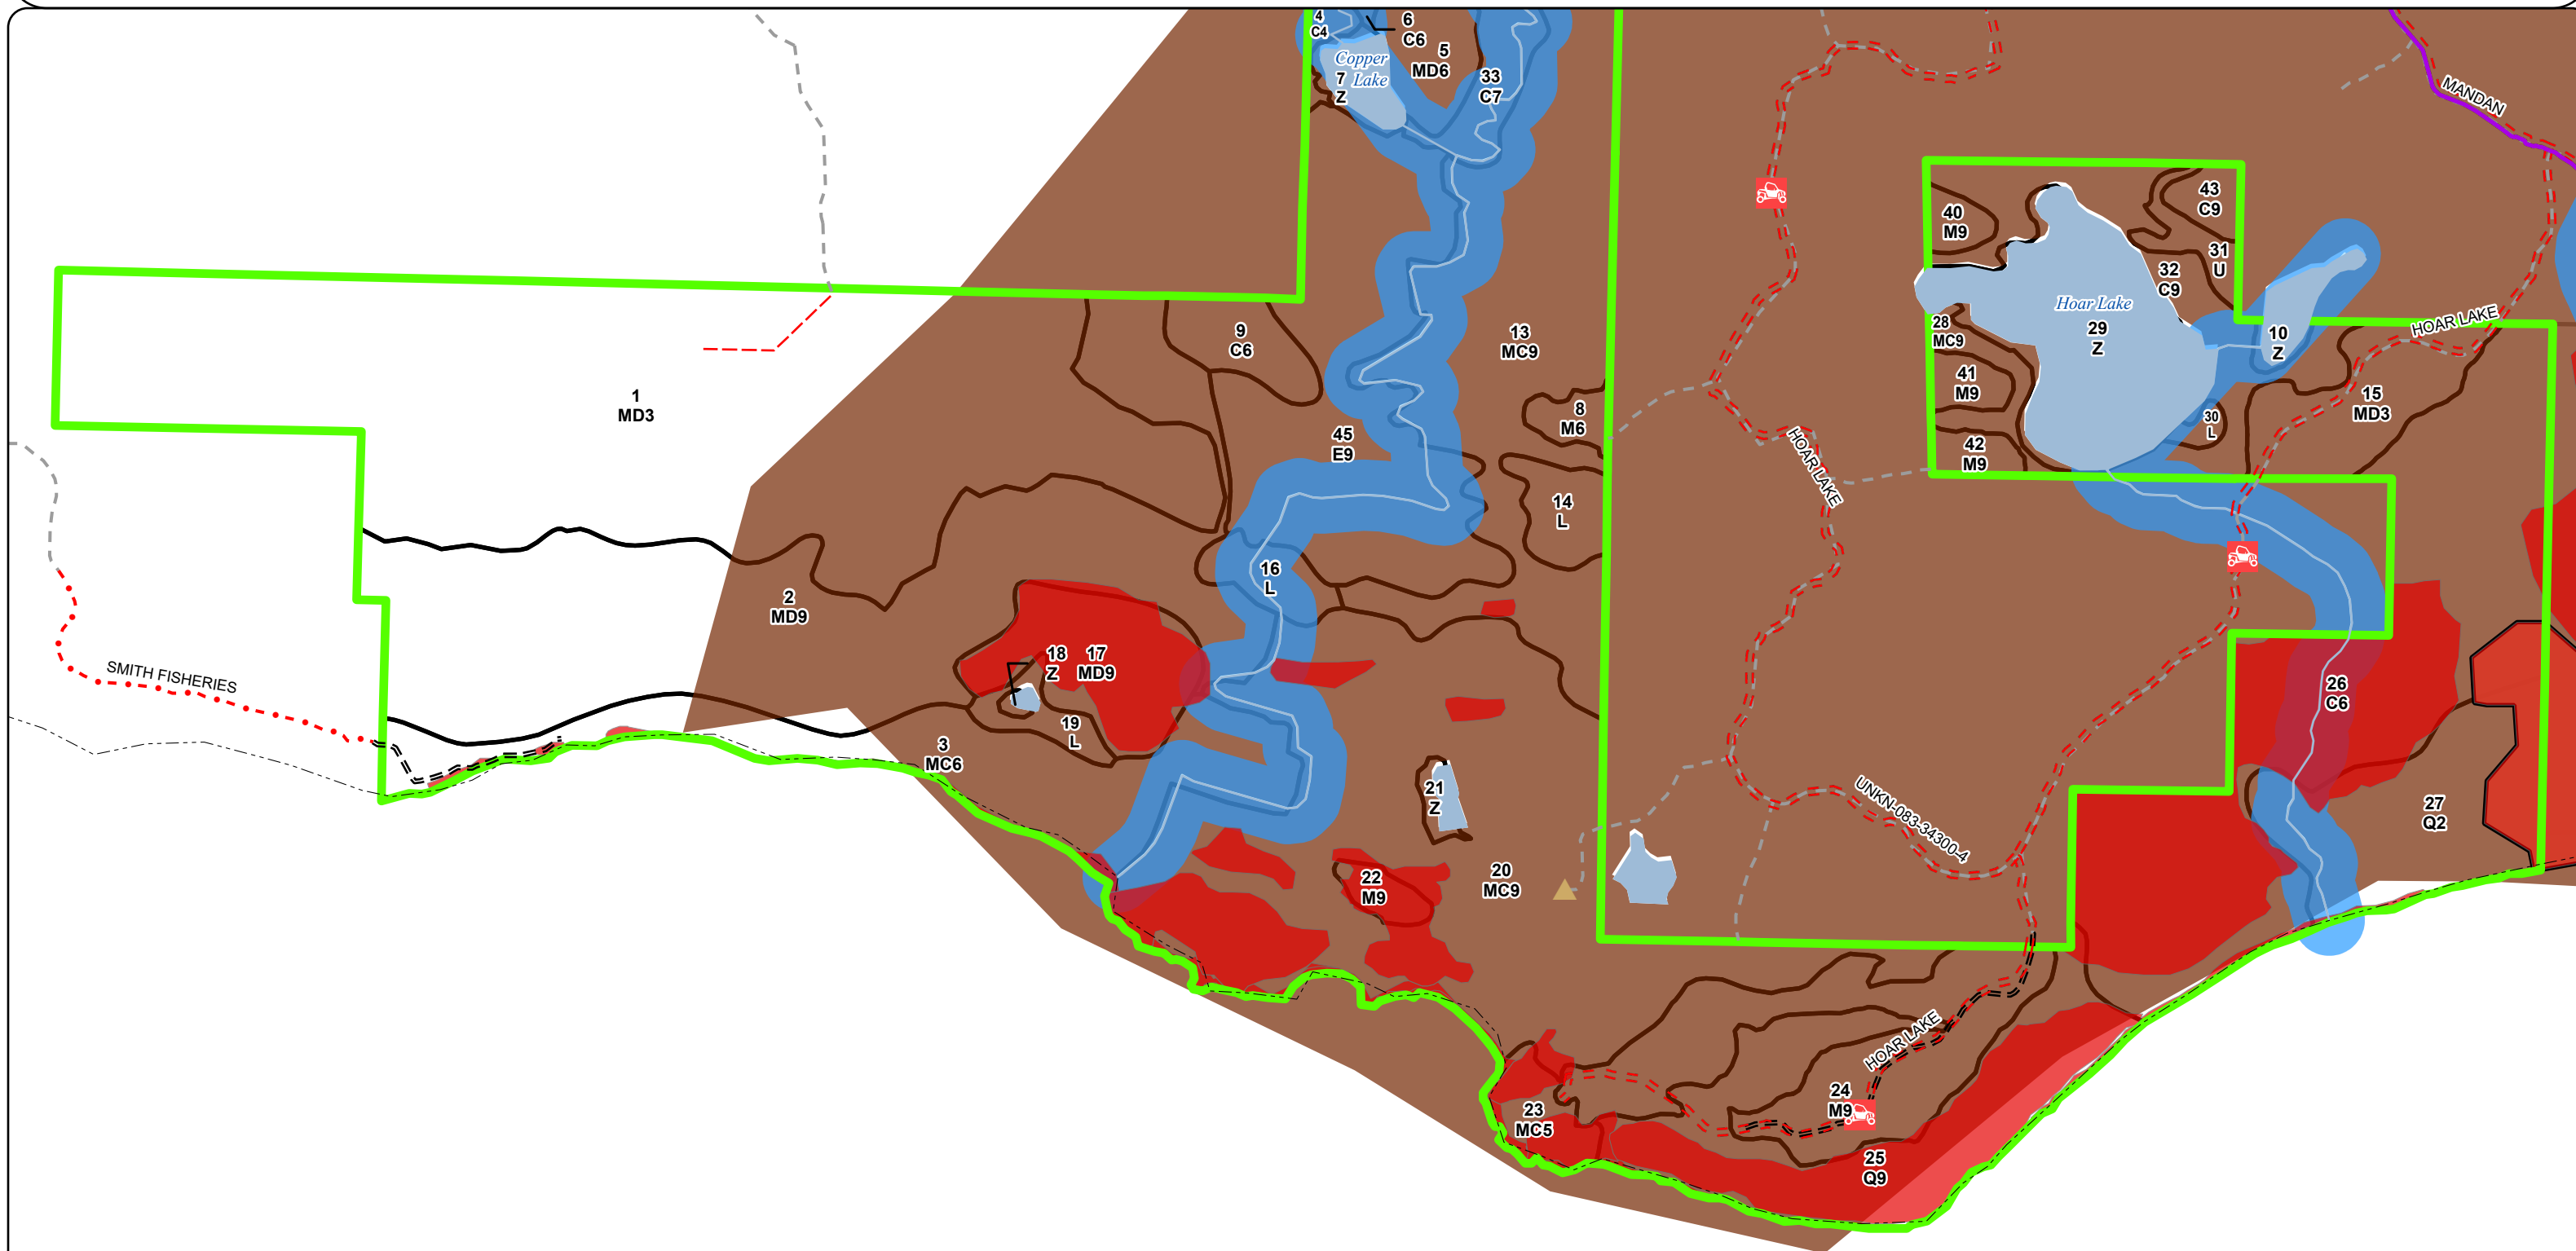 4
C4
6
C6
5
MD6
Copper
Lake
7
Z
33
C7
MANDAN
43
C9
40
M9
31
U
32
C9
Hoar Lake
29
Z
28
MC9
10
Z
HOAR LAKE
9
C6
13
MC9
1
MD3
41
M9
15
MD3
8
M6
30
L
45
E9
42
M9
HOAR LAKE
14
L
16
L
2
MD9
18
Z
17
MD9
SMITH FISHERIES
26
C6
19
L
3
MC6
21
Z
27
Q2
UNKN-083-34300-4
22
M9
20
MC9
HOAR LAKE
24
M9
23
MC5
25
Q9